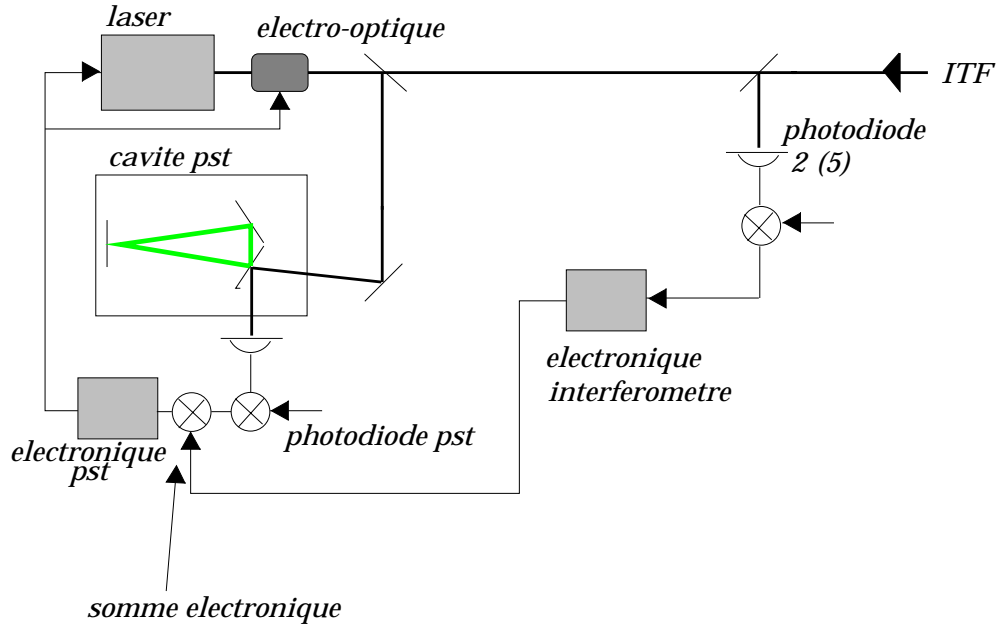 laser
electro-optique
ITF
photodiode
2 (5)
cavite pst
electronique
interferometre
photodiode pst
electronique
pst
somme electronique